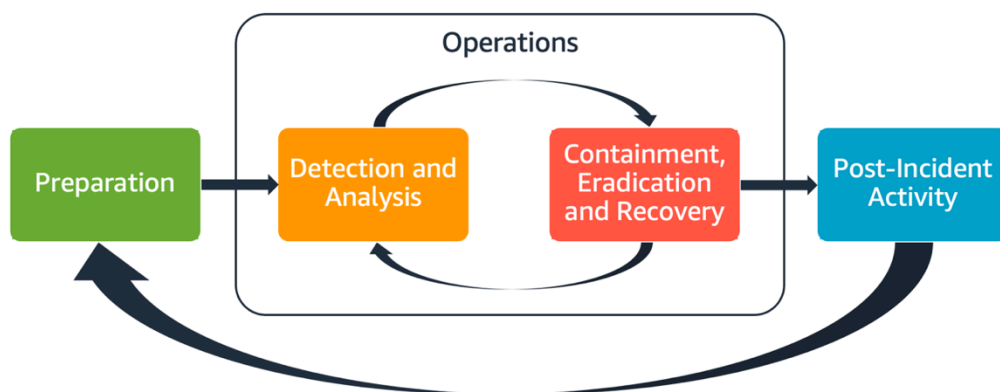 Operations
Preparation
Detection and
Analysis
Containment,
Eradication
and Recovery
Post-Incident
Activity